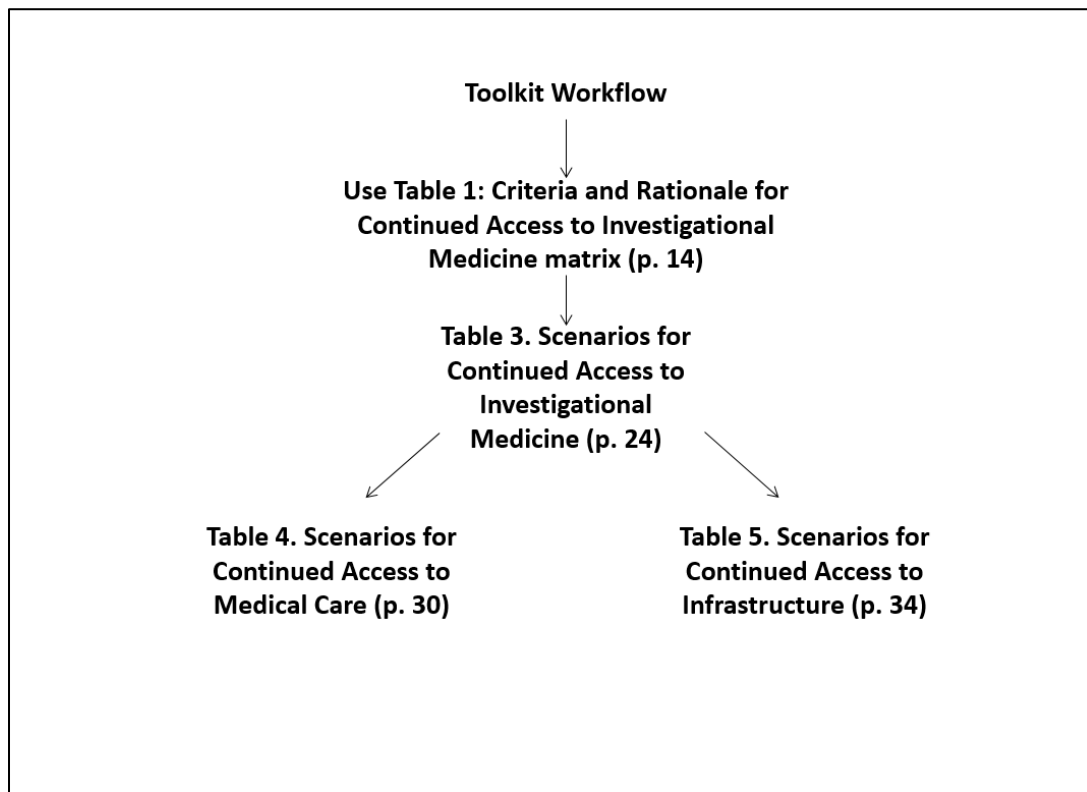 Toolkit Workflow
Use Table 1: Criteria and Rationale for
Continued Access to Investigational
Medicine matrix (p. 14)
Table 3. Scenarios for
Continued Access to
Investigational
Medicine (p. 24)
Table 4. Scenarios for
Continued Access to
Medical Care (p. 30)
Table 5. Scenarios for
Continued Access to
Infrastructure (p. 34)